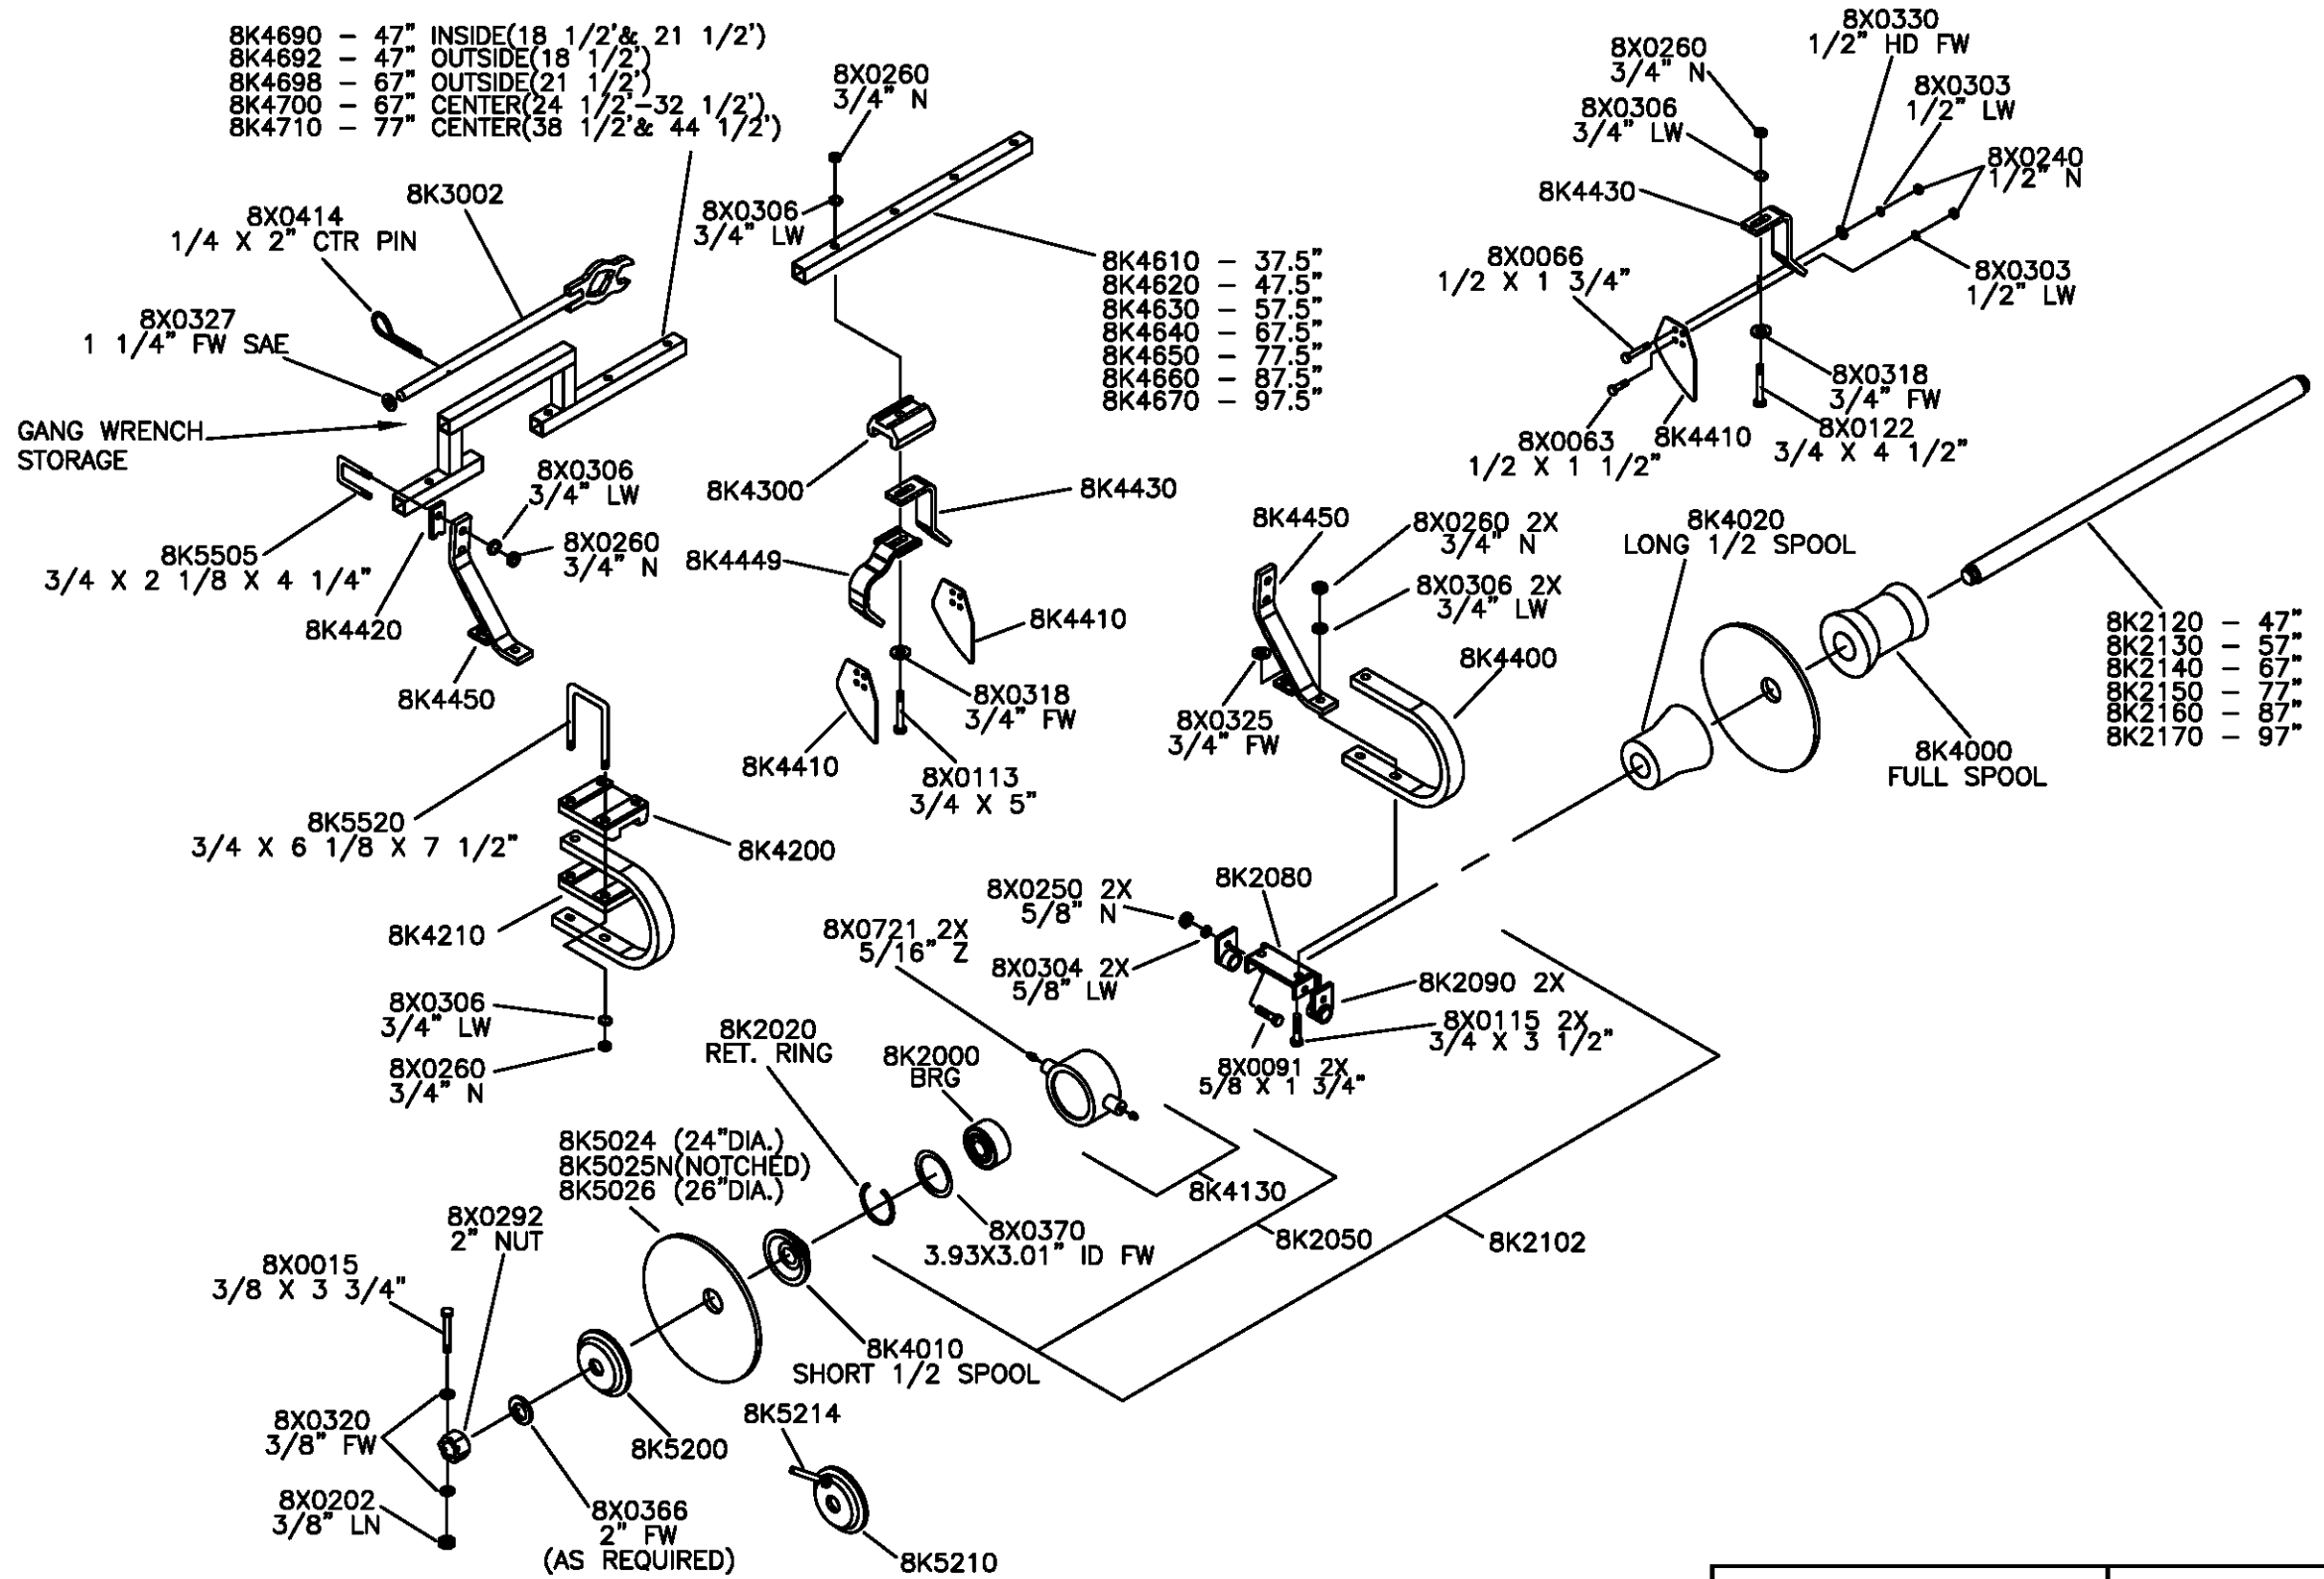 8K4690 - 47" INSIDE(18 1/2'& 21 1/2')
8K4692 - 47" OUTSIDE(18 1/2')
8K4698 - 67" OUTSIDE(21 1/2')
8K4700 - 67" CENTER(24 1/2'-32 1/2')
8K4710 - 77" CENTER(38 1/2'& 44 1/2')
8K3002
8X0414
1/4 X 2" CTR PIN
8X0327
1 1/4" FW SAE
GANG WRENCH
STORAGE
8X0306
3/4" LW
8X0260
3/4" N
8K5505
3/4 X 2 1/8 X 4 1/4"
8K4420
8K4450
8K5520
3/4 X 6 1/8 X 7 1/2"
8K4200
8K4210
8X0306
3/4" LW
8X0260
3/4" N
8X0260
3/4" N
8X0306
3/4" LW
8K4610 - 37.5"
8K4620 - 47.5"
8K4630 - 57.5"
8K4640 - 67.5"
8K4650 - 77.5"
8K4660 - 87.5"
8K4670 - 97.5"
8K4300
8K4430
8K4449
8K4410
8K4410
8X0318
3/4" FW
8X0113
3/4 X 5"
8X0330
1/2" HD FW
8X0260
3/4" N
8X0303
1/2" LW
8X0306
3/4" LW
8X0240
1/2" N
8K4430
8X0066
1/2 X 1 3/4"
8X0303
1/2" LW
8X0318
3/4" FW
8X0063
1/2 X 1 1/2"
8K4410
8X0122
3/4 X 4 1/2"
8K4450
8X0260 2X
3/4" N
8X0306 2X
3/4" LW
8K4400
8X0325
3/4" FW
8K4020
LONG 1/2 SPOOL
8K4000
FULL SPOOL
8K2120 - 47"
8K2130 - 57"
8K2140 - 67"
8K2150 - 77"
8K2160 - 87"
8K2170 - 97"
8X0250 2X
5/8" N
8K2080
8X0721 2X
5/16" Z
8X0304 2X
5/8" LW
8K2090 2X
8X0115 2X
3/4 X 3 1/2"
8X0091 2X
5/8 X 1 3/4"
8K2020
RET. RING
8K2000
BRG
8K4130
8K2050
8K2102
8K5024 (24"DIA.)
8K5025N(NOTCHED)
8K5026 (26"DIA.)
8X0370
3.93X3.01" ID FW
8X0292
2" NUT
8X0015
3/8 X 3 3/4"
8K4010
SHORT 1/2 SPOOL
8X0320
3/8" FW
8K5200
8K5214
8X0202
3/8" LN
8X0366
2" FW
(AS REQUIRED)
8K5210